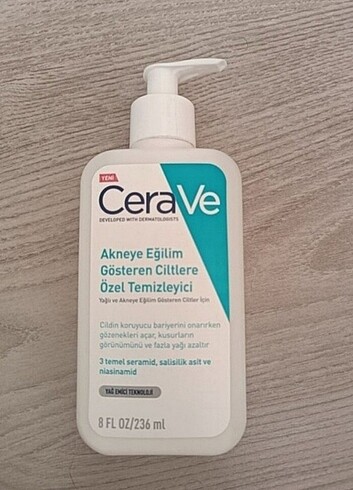 YENİ
CeraVe
DEVELOPED WITH DERMATOLOGISTS
Akneye Eğilim
Gösteren Ciltlere
Özel Temizleyici
Yağlı ve Akneye Eğilim Gösteren Ciltler İçin
Cildin koruyucu bariyerini onarırken
gözenekleri açar, kusurların
görünümünü ve fazla yağı azaltır
3 temel seramid, salisilik asit ve
niasinamid
YAĞ EMİCİ TEKNOLOJİ
8 FL OZ/236 ml